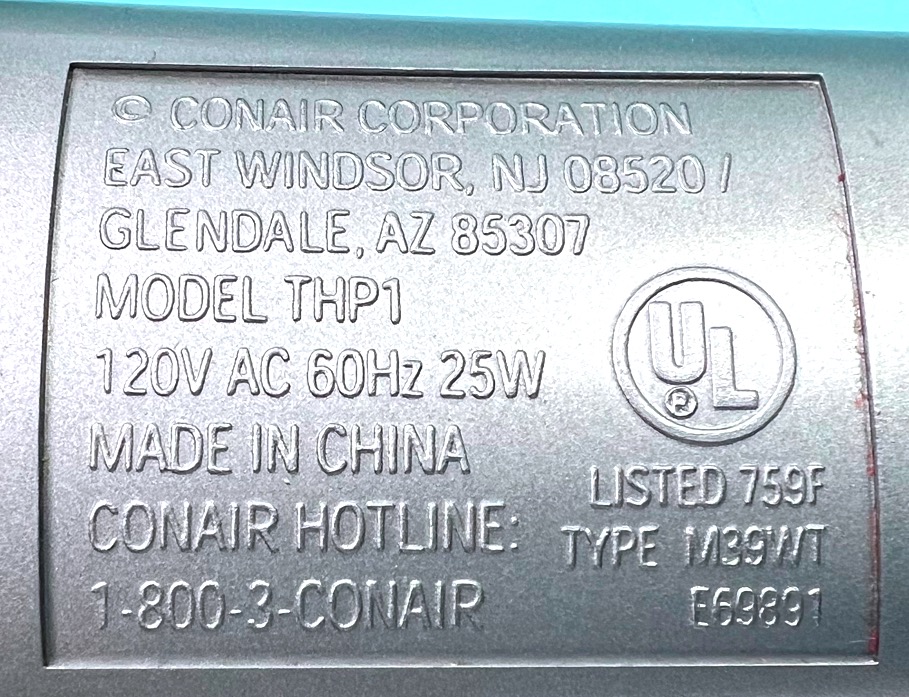 © CONAIR CORPORATION
EAST WINDSOR, NJ 08520 /
GLENDALE, AZ 85307
MODEL THP1
120V AC 60Hz 25W
MADE IN CHINA
CONAIR HOTLINE:
1-800-3-CONAIR
UL
®
LISTED 759F
TYPE M39WT
E69891